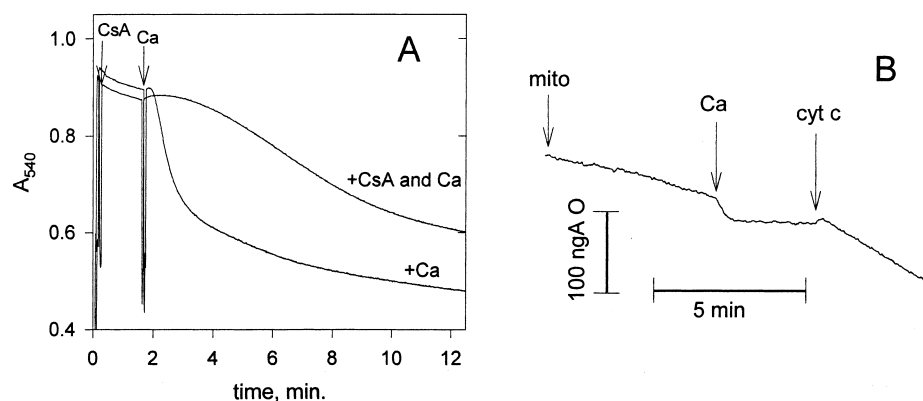 A
CsA
Ca
1.0
0.8
0.6
0.4
A540
+CsA and Ca
+Ca
0
2
4
6
8
10
12
time, min.
B
mito
Ca
cyt c
100 ngA O
5 min